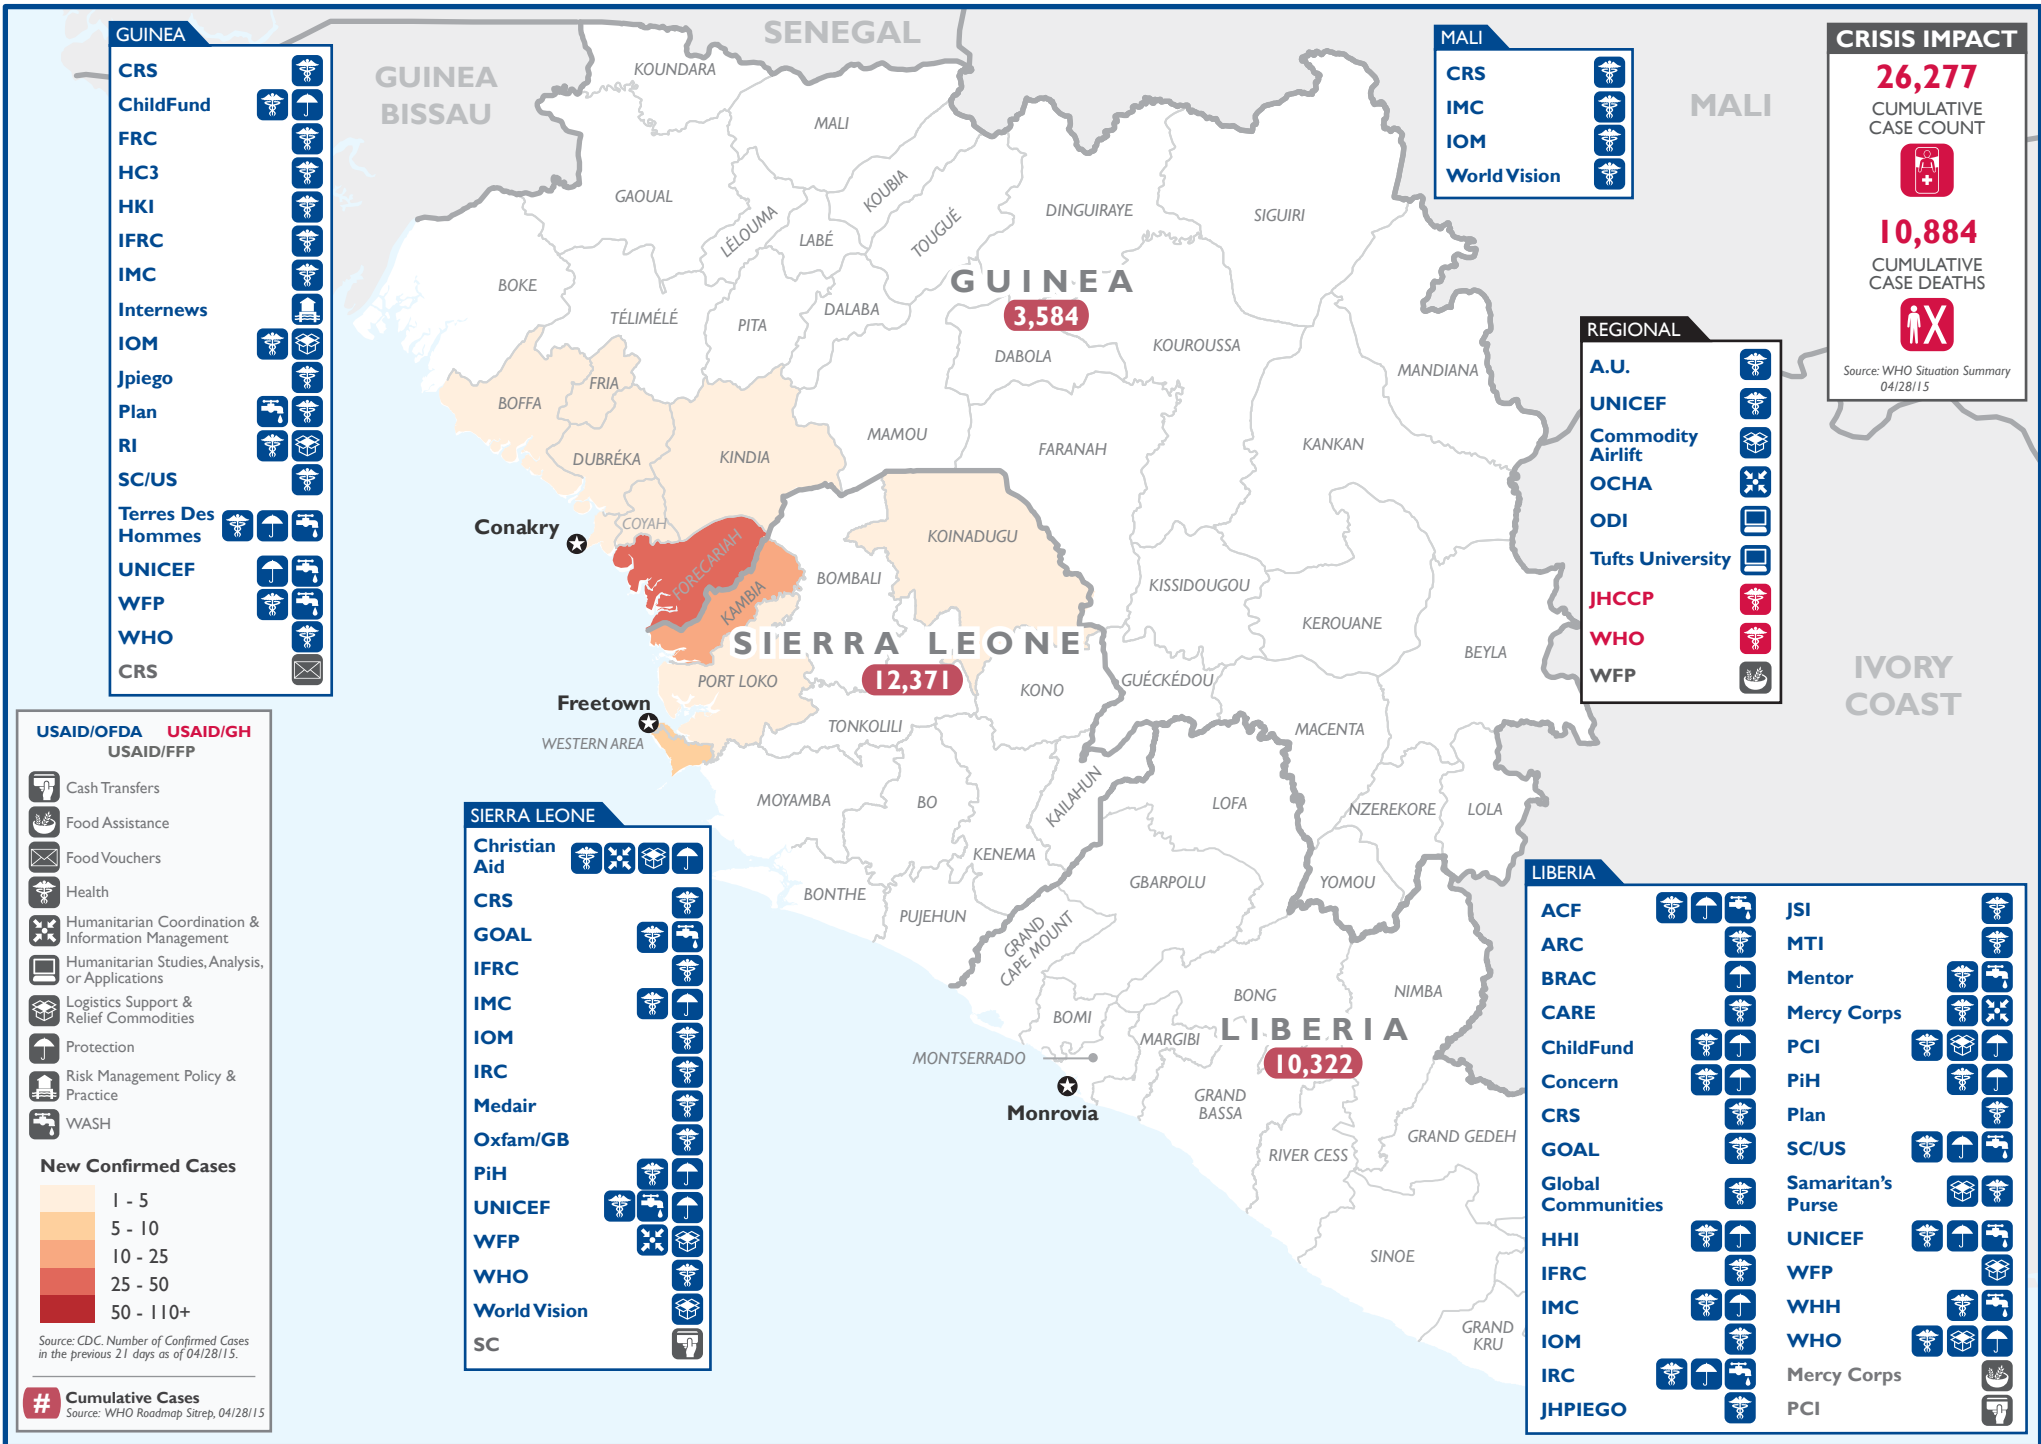 GUINEA
CRS
ChildFund
FRC
HC3
HKI
IFRC
IMC
Internews
IOM
Jpiego
Plan
RI
SC/US
Terres Des
Hommes
UNICEF
WFP
WHO
CRS
USAID/OFDA USAID/GH
USAID/FFP
Cash Transfers
Food Assistance
Food Vouchers
Health
Humanitarian Coordination &
Information Management
Humanitarian Studies, Analysis,
or Applications
Logistics Support &
Relief Commodities
Protection
Risk Management Policy &
Practice
WASH
New Confirmed Cases
1 - 5
5 - 10
10 - 25
25 - 50
50 - 110+
Source: CDC. Number of Confirmed Cases
in the previous 21 days as of 04/28/15.
# Cumulative Cases
Source: WHO Roadmap Sitrep, 04/28/15
SENEGAL
GUINEA
BISSAU
KOUNDARA
MALI
GAOUAL
KOUBIA
LÉLOUMA
LABÉ
TOUGUÉ
DINGUIRAYE
SIGUIRI
BOKE
TÉLIMÉLÉ
PITA
DALABA
GUINEA
3,584
DABOLA
KOUROUSSA
MANDIANA
BOFFA
FRIA
DUBRÉKA
KINDIA
MAMOU
FARANAH
KANKAN
Conakry
COYAH
FORECARIAH
KAMBIA
BOMBALI
KOINADUGU
KISSIDOUGOU
KEROUANE
BEYLA
SIERRA LEONE
12,371
PORT LOKO
KONO
GUÉCKÉDOU
Freetown
WESTERN AREA
TONKOLILI
MACENTA
MOYAMBA
BO
KAILAHUN
LOFA
NZEREKORE
LOLA
KENEMA
BONTHE
PUJEHUN
GBARPOLU
YOMOU
GRAND
CAPE MOUNT
BOMI
BONG
NIMBA
MARGIBI
LIBERIA
10,322
MONTSERRADO
Monrovia
GRAND
BASSA
RIVER CESS
GRAND GEDEH
SINOE
GRAND
KRU
SIERRA LEONE
Christian
Aid
CRS
GOAL
IFRC
IMC
IOM
IRC
Medair
Oxfam/GB
PiH
UNICEF
WFP
WHO
World Vision
SC
MALI
CRS
IMC
IOM
World Vision
MALI
IVORY
COAST
CRISIS IMPACT
26,277
CUMULATIVE
CASE COUNT
10,884
CUMULATIVE
CASE DEATHS
X
Source: WHO Situation Summary
04/28/15
REGIONAL
A.U.
UNICEF
Commodity
Airlift
OCHA
ODI
Tufts University
JHCCP
WHO
WFP
LIBERIA
ACF
ARC
BRAC
CARE
ChildFund
Concern
CRS
GOAL
Global
Communities
HHI
IFRC
IMC
IOM
IRC
JHPIEGO
JSI
MTI
Mentor
Mercy Corps
PCI
PiH
Plan
SC/US
Samaritan's
Purse
UNICEF
WFP
WHH
WHO
Mercy Corps
PCI